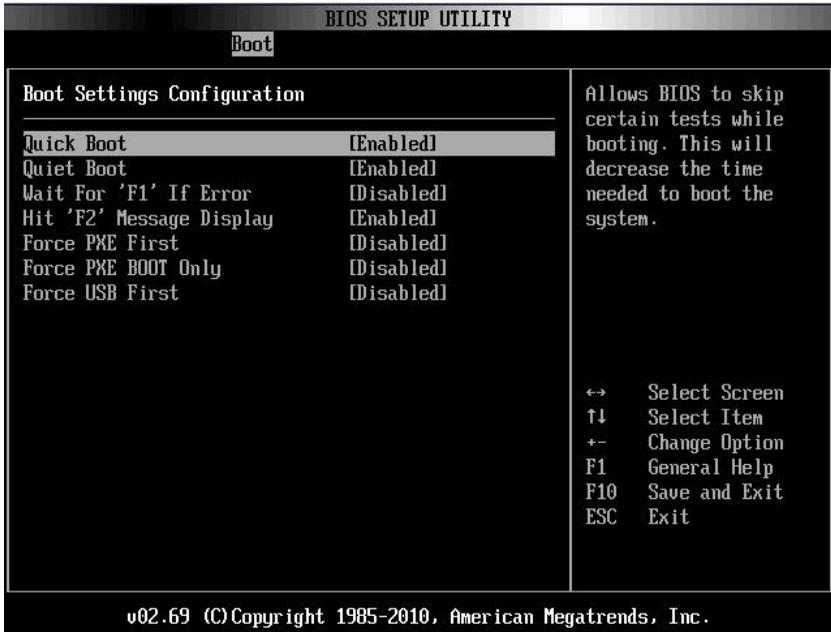 BIOS SETUP UTILITY
Boot
Boot Settings Configuration
Quick Boot [Enabled]
Quiet Boot [Enabled]
Wait For 'F1' If Error [Disabled]
Hit 'F2' Message Display [Enabled]
Force PXE First [Disabled]
Force PXE BOOT Only [Disabled]
Force USB First [Disabled]
Allows BIOS to skip
certain tests while
booting. This will
decrease the time
needed to boot the
system.
↔ Select Screen
↑↓ Select Item
+- Change Option
F1 General Help
F10 Save and Exit
ESC Exit
v02.69 (C)Copyright 1985-2010, American Megatrends, Inc.